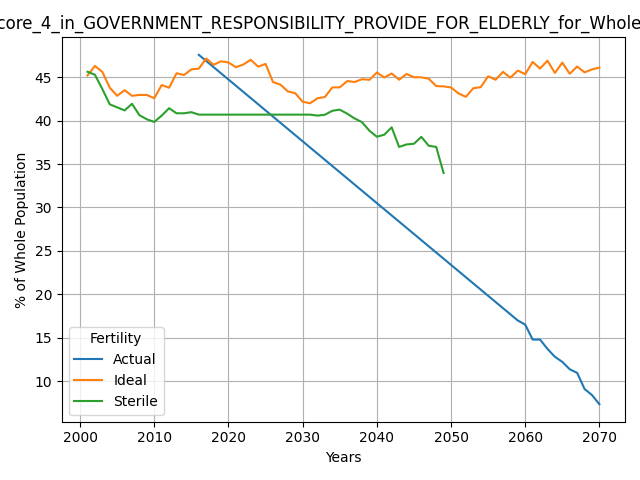 core_4_in_GOVERNMENT_RESPONSIBILITY_PROVIDE_FOR_ELDERLY_for_Whole
% of Whole Population
45
40
35
30
25
20
15
10
Fertility
Actual
Ideal
Sterile
2000 2010 2020 2030 2040 2050 2060 2070
Years